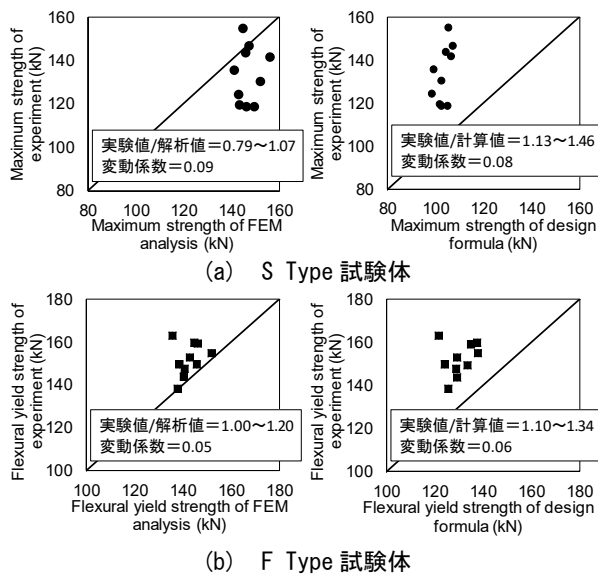 Maximum strength of
experiment (kN)
160
140
120
100
80
実験値/解析値＝0.79～1.07
変動係数＝0.09
80 100 120 140 160
Maximum strength of FEM
analysis (kN)
Maximum strength of
experiment (kN)
160
140
120
100
80
実験値/計算値＝1.13～1.46
変動係数＝0.08
80 100 120 140 160
Maximum strength of design
formula (kN)
(a) S Type 試験体
Flexural yield strength of
experiment (kN)
180
160
140
120
100
実験値/解析値＝1.00～1.20
変動係数＝0.05
100 120 140 160 180
Flexural yield strength of FEM
analysis (kN)
Flexural yield strength of
experiment (kN)
180
160
140
120
100
実験値/計算値＝1.10～1.34
変動係数＝0.06
100 120 140 160 180
Flexural yield strength of design
formula (kN)
(b) F Type 試験体